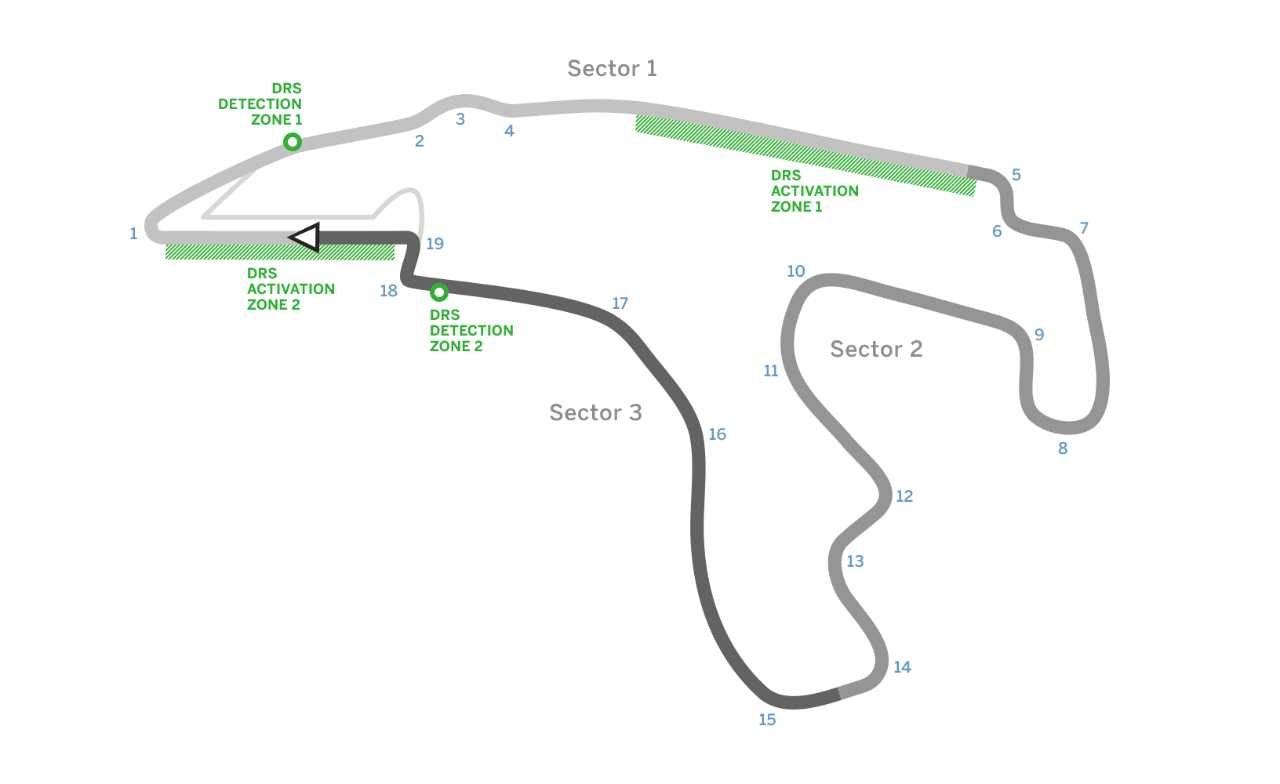 Sector 1
DRS
DETECTION
ZONE 1
3
4
2
DRS
ACTIVATION
ZONE 1
5
6
7
1
19
DRS
ACTIVATION
ZONE 2
18
DRS
DETECTION
ZONE 2
17
10
9
Sector 2
11
8
Sector 3
16
12
13
14
15